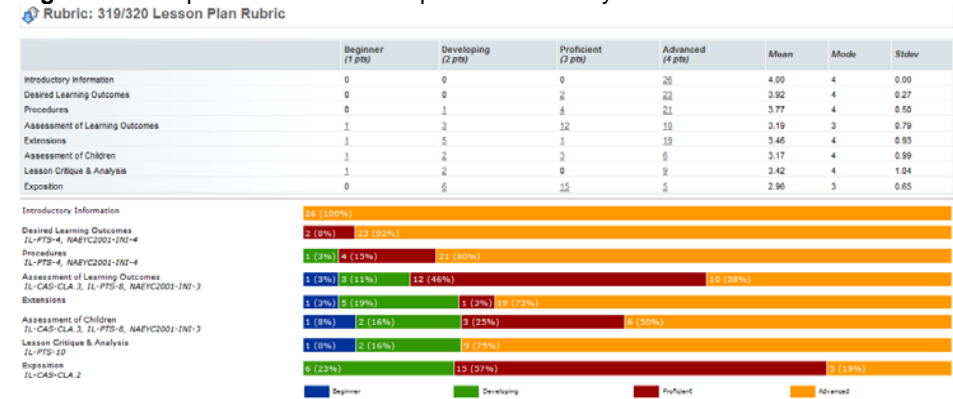 Rubric: 319/320 Lesson Plan Rubric
Beginner (1 pts) Developing (2 pts) Proficient (3 pts) Advanced (4 pts) Mean Mode Stdev
Introductory Information 0 0 0 26 4.00 4 0.00
Desired Learning Outcomes 0 0 2 23 3.92 4 0.27
Procedures 0 1 4 21 3.77 4 0.50
Assessment of Learning Outcomes 1 3 12 10 3.19 3 0.79
Extensions 1 5 1 19 3.46 4 0.93
Assessment of Children 1 2 3 6 3.17 4 0.99
Lesson Critique & Analysis 1 2 0 9 3.42 4 1.04
Exposition 0 6 15 5 2.96 3 0.65
Introductory Information 26 (100%)
Desired Learning Outcomes 2 (8%) 23 (92%)
IL-PTS-4, NAEYC2001-INI-4
Procedures 1 (3%) 4 (15%) 21 (80%)
IL-PTS-4, NAEYC2001-INI-4
Assessment of Learning Outcomes 1 (3%) 3 (11%) 12 (46%) 10 (38%)
IL-CAS-CLA.3, IL-PTS-8, NAEYC2001-INI-3
Extensions 1 (3%) 5 (19%) 1 (3%) 19 (73%)
Assessment of Children 1 (8%) 2 (16%) 3 (25%) 6 (50%)
IL-CAS-CLA.3, IL-PTS-8, NAEYC2001-INI-3
Lesson Critique & Analysis 1 (8%) 2 (16%) 9 (75%)
IL-PTS-10
Exposition 6 (23%) 15 (57%) 5 (19%)
IL-CAS-CLA.2
Beginner Developing Proficient Advanced